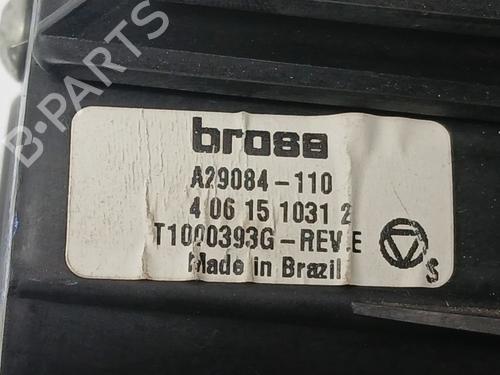 B-PARTS
brose
A29084-110
4 06 15 1031 2
T1000393G-REV.E
Made in Brazil
S